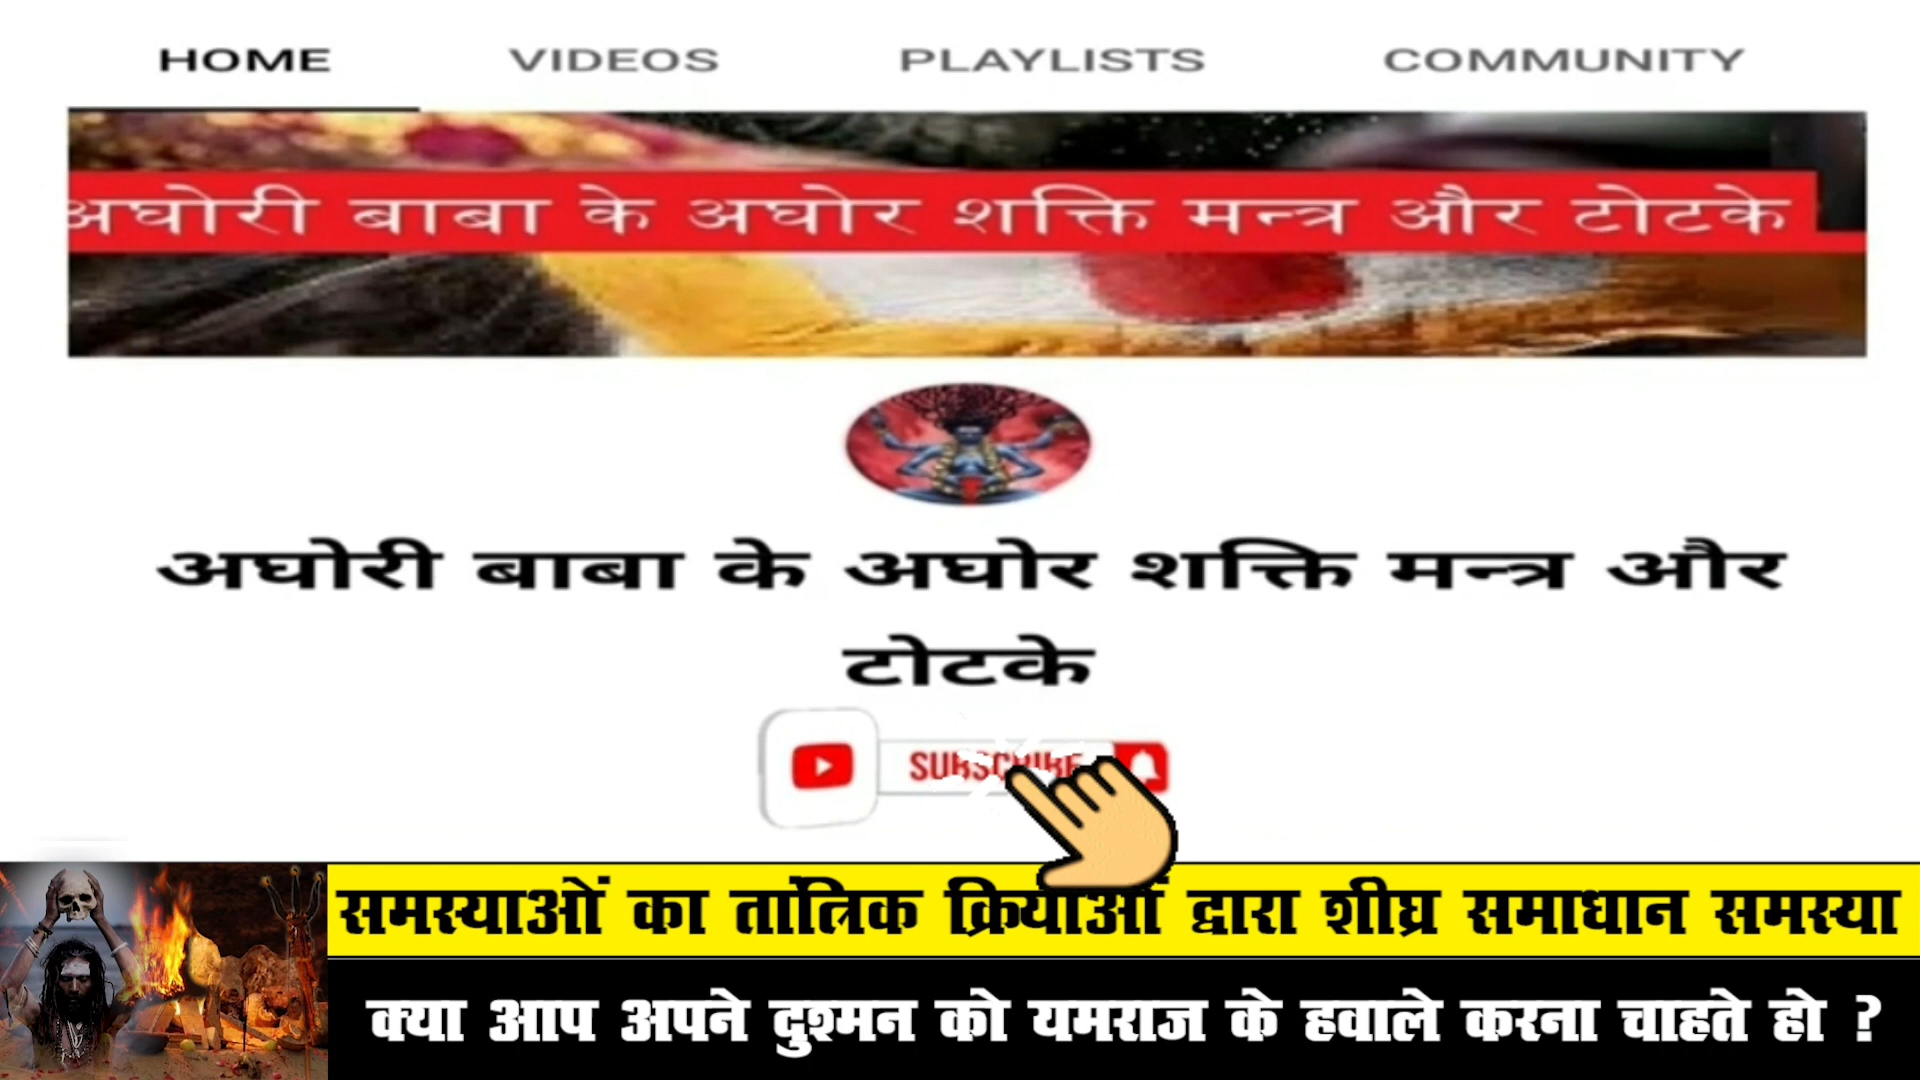 HOME VIDEOS PLAYLISTS COMMUNITY
अघोरी बाबा के अघोर शक्ति मन्त्र और टोटके
अघोरी बाबा के अघोर शक्ति मन्त्र और
टोटके
SUBSCRIBE
समस्याओं का तांत्रिक क्रियाओं द्वारा शीघ्र समाधान समस्या
क्या आप अपने दुश्मन को यमराज के हवाले करना चाहते हो ?